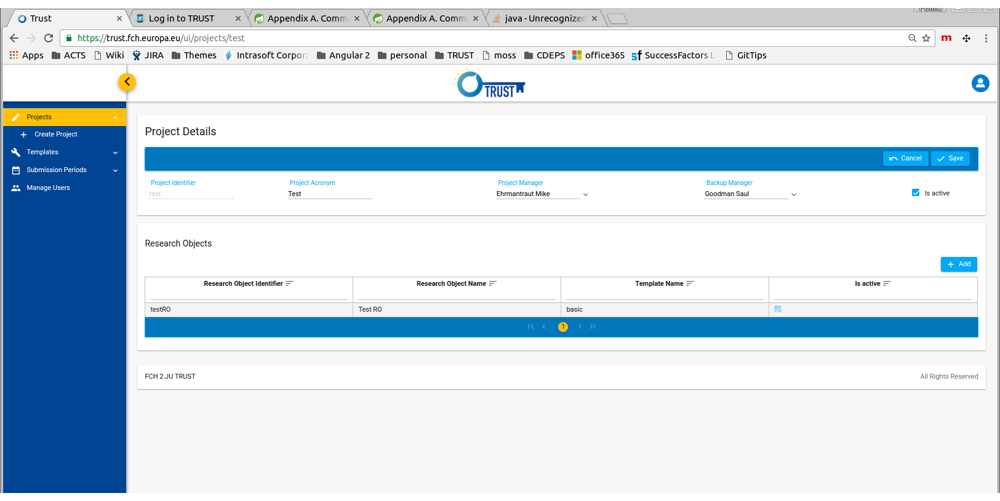 Trust
Log in to TRUST
Appendix A. Comm
Appendix A. Comm
java - Unrecognized
https://trust.fch.europa.eu/ui/projects/test
m
Apps ACTS Wiki JIRA Themes Intrasoft Corpor Angular 2 personal TRUST moss CDEPS office365 SuccessFactors L GitTips
TRUST
Projects
Create Project
Templates
Submission Periods
Manage Users
Project Details
Cancel Save
Project Identifier Project Acronym Project Manager Backup Manager
test Test Ehrmantraut Mike Goodman Saul Is active
Research Objects
Add
Research Object Identifier Research Object Name Template Name Is active
testRO Test RO basic
1
FCH 2 JU TRUST All Rights Reserved